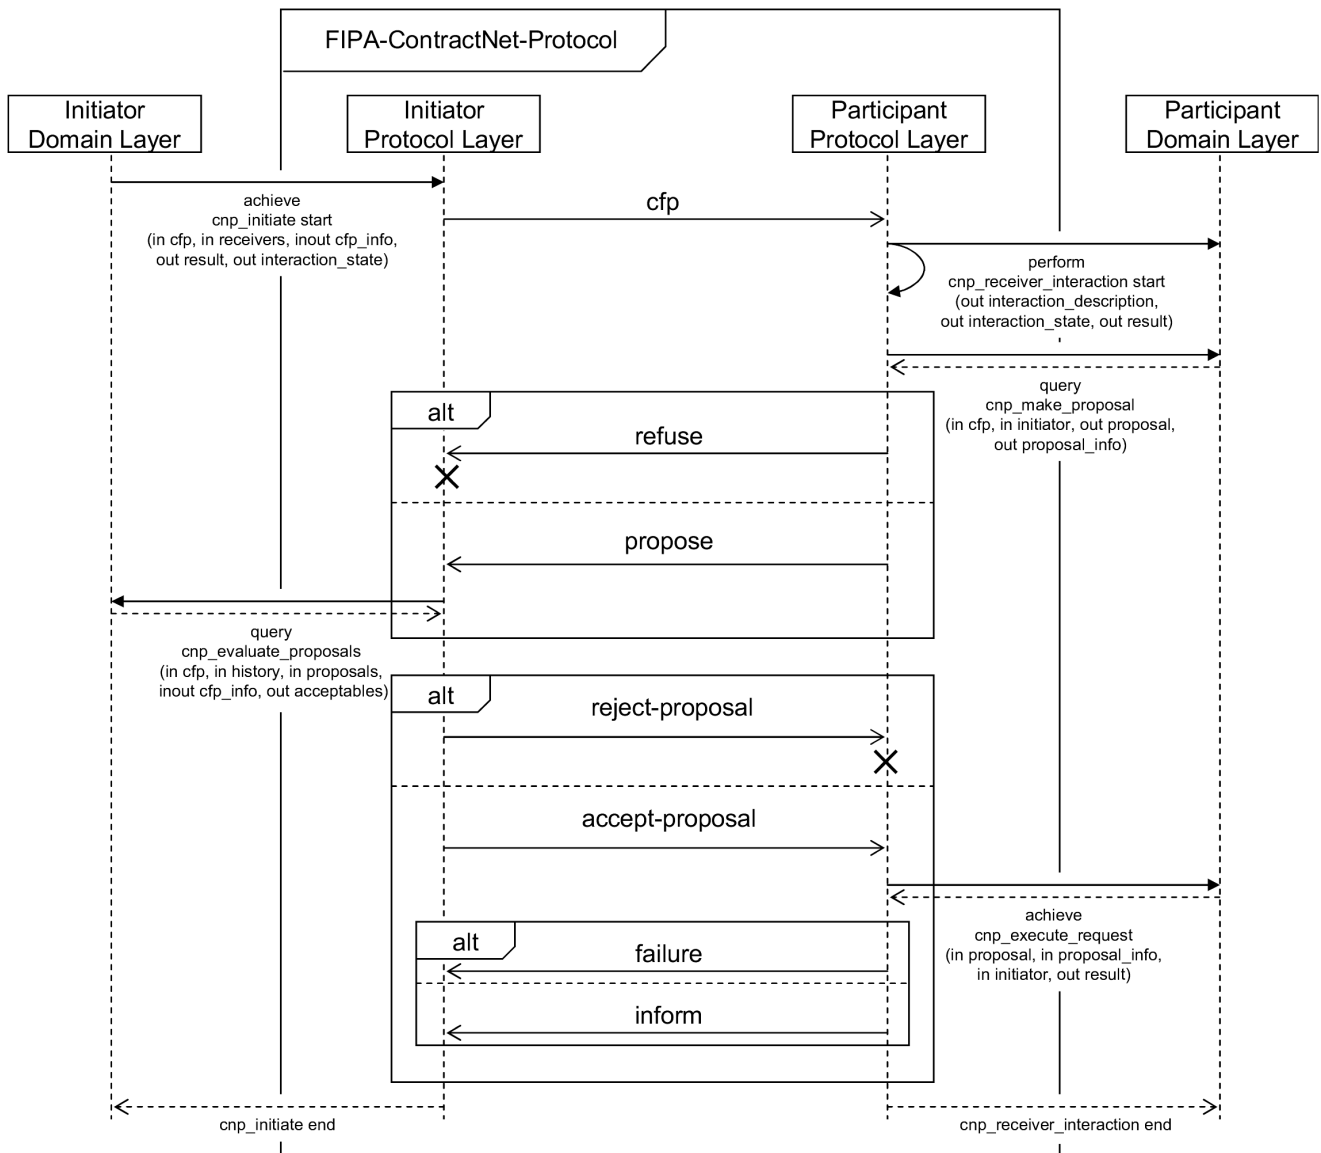 FIPA-ContractNet-Protocol
Initiator
Domain Layer
Initiator
Protocol Layer
Participant
Protocol Layer
Participant
Domain Layer
achieve
cnp_initiate start
(in cfp, in receivers, inout cfp_info,
out result, out interaction_state)
cfp
perform
cnp_receiver_interaction start
(out interaction_description,
out interaction_state, out result)
query
cnp_make_proposal
(in cfp, in initiator, out proposal,
out proposal_info)
alt
refuse
propose
query
cnp_evaluate_proposals
(in cfp, in history, in proposals,
inout cfp_info, out acceptables)
alt
reject-proposal
accept-proposal
achieve
cnp_execute_request
(in proposal, in proposal_info,
in initiator, out result)
alt
failure
inform
cnp_initiate end
cnp_receiver_interaction end